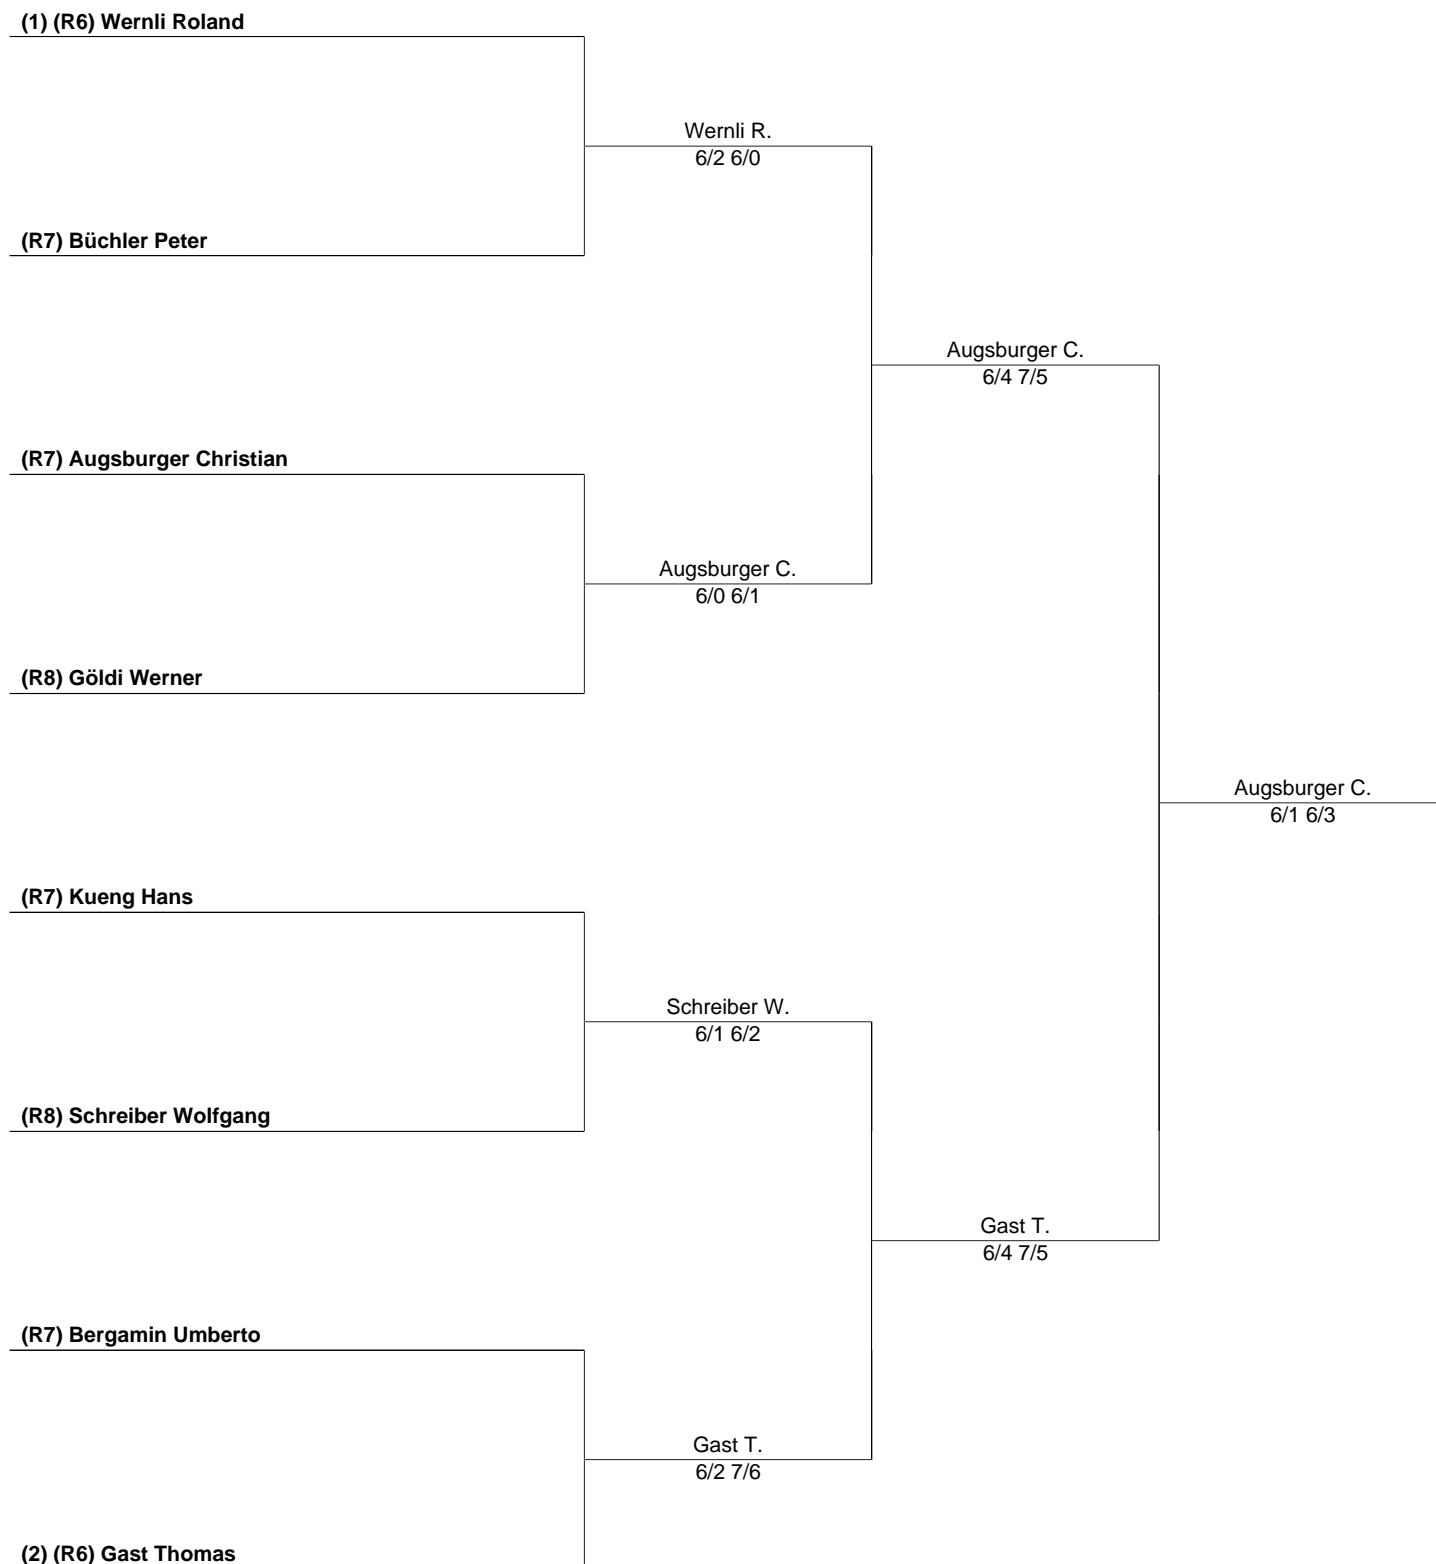 (1) (R6) Wernli Roland
Wernli R.
6/2 6/0
(R7) Büchler Peter
Augsburger C.
6/4 7/5
(R7) Augsburger Christian
Augsburger C.
6/0 6/1
(R8) Göldi Werner
Augsburger C.
6/1 6/3
(R7) Kueng Hans
Schreiber W.
6/1 6/2
(R8) Schreiber Wolfgang
Gast T.
6/4 7/5
(R7) Bergamin Umberto
Gast T.
6/2 7/6
(2) (R6) Gast Thomas